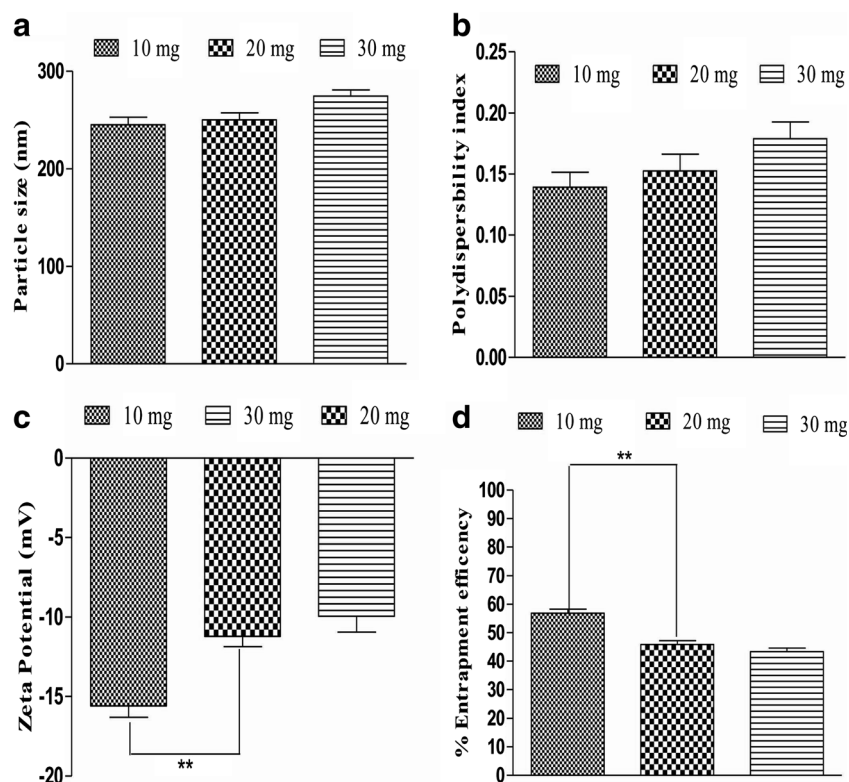 a
10 mg 20 mg 30 mg
Particle size (nm)
300
200
100
0
b
10 mg 20 mg 30 mg
Polydispersbility index
0.25
0.20
0.15
0.10
0.05
0.00
c
10 mg 30 mg 20 mg
Zeta Potential (mV)
0
-5
-10
-15
-20
**
d
10 mg 20 mg 30 mg
% Entrapment efficency
**
100
90
80
70
60
50
40
30
20
10
0